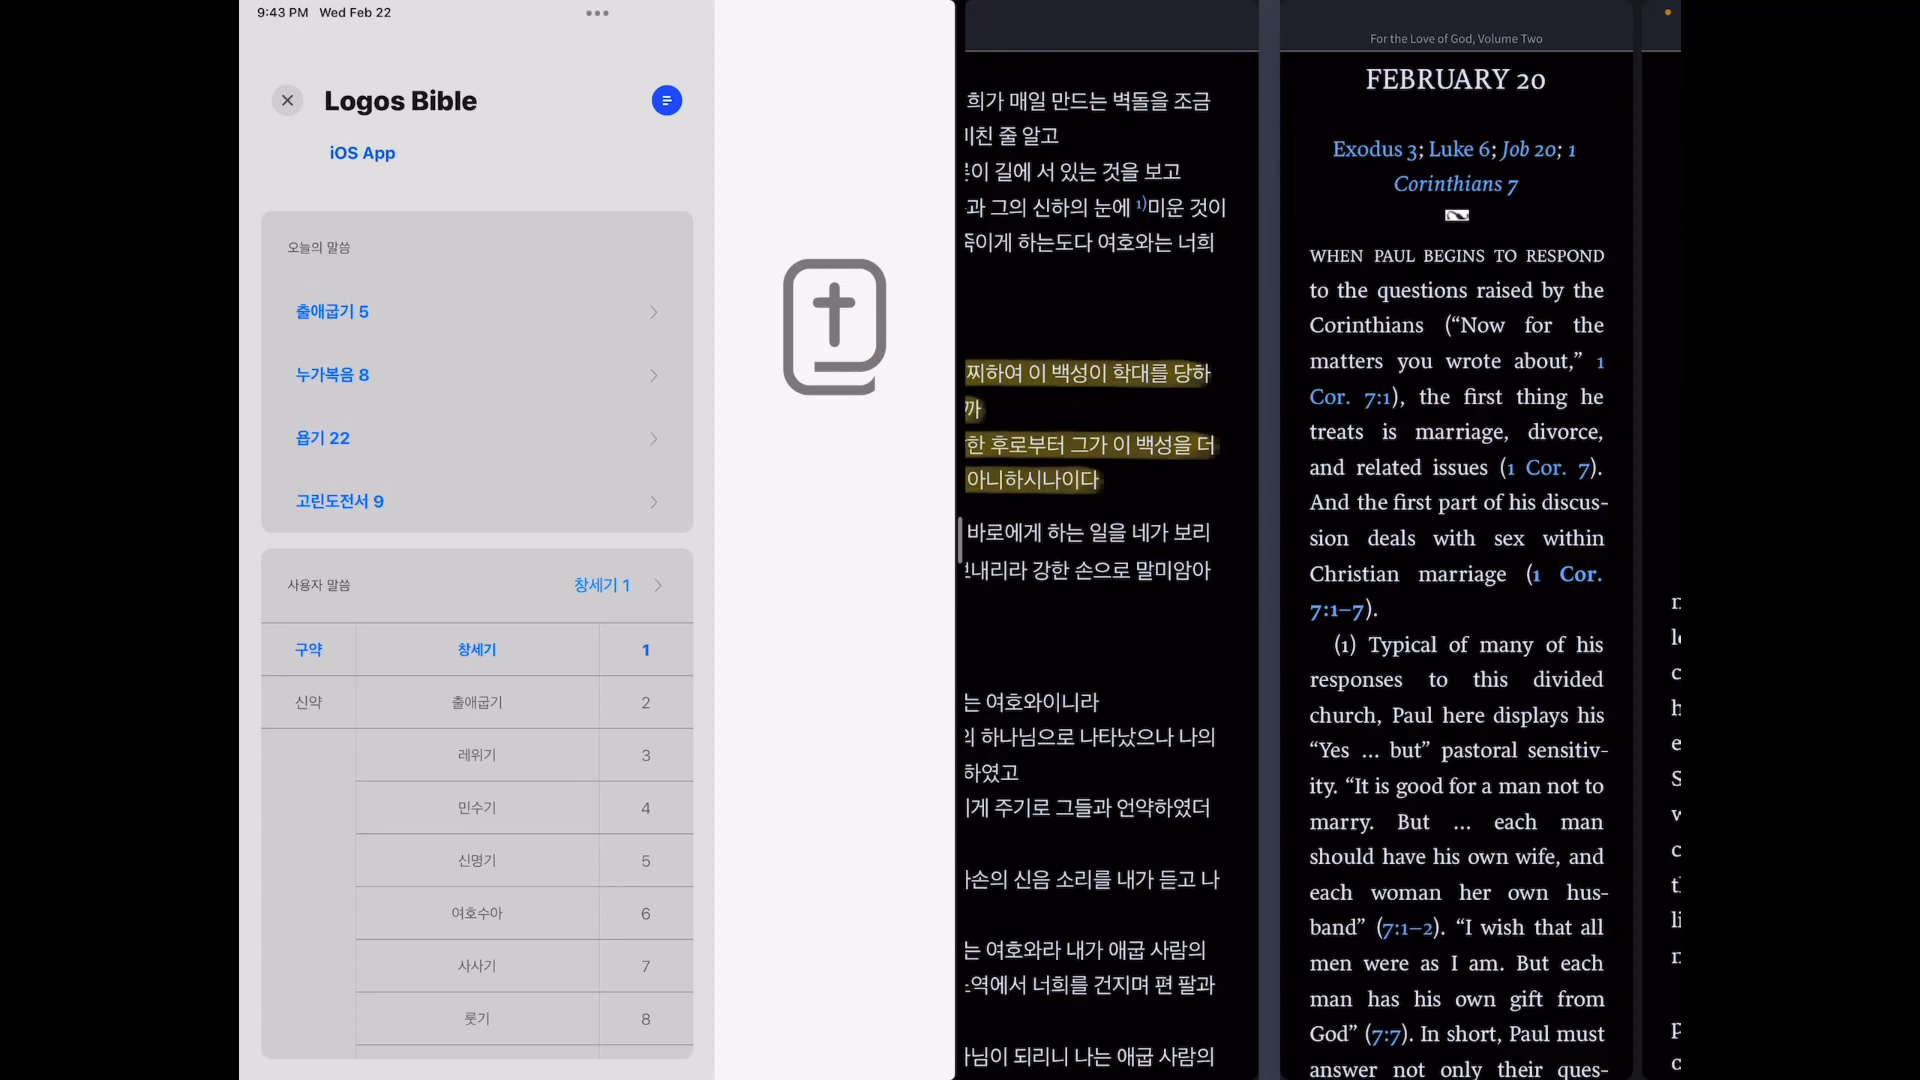 9:43 PM Wed Feb 22
Logos Bible
iOS App
오늘의 말씀
출애굽기 5
누가복음 8
욥기 22
고린도전서 9
사용자 말씀
창세기 1
구약
창세기
1
신약
출애굽기
2
레위기
3
민수기
4
신명기
5
여호수아
6
사사기
7
룻기
8
희가 매일 만드는 벽돌을 조금
미친 줄 알고
길에 서 있는 것을 보고
그의 신하의 눈에 1)미운 것이
죽이게 하는도다 여호와는 너희
찌하여 이 백성이 학대를 당하
까
한 후로부터 그가 이 백성을 더
아니하시나이다
바로에게 하는 일을 네가 보리
보내리라 강한 손으로 말미암아
는 여호와이니라
하나님으로 나타났으나 나의
하였고
에게 주기로 그들과 언약하였더
자손의 신음 소리를 내가 듣고 나
는 여호와라 내가 애굽 사람의
노역에서 너희를 건지며 편 팔과
나님이 되리니 나는 애굽 사람의
For the Love of God, Volume Two
FEBRUARY 20
Exodus 3; Luke 6; Job 20; 1
Corinthians 7
WHEN PAUL BEGINS TO RESPOND
to the questions raised by the
Corinthians (“Now for the
matters you wrote about,” 1
Cor. 7:1), the first thing he
treats is marriage, divorce,
and related issues (1 Cor. 7).
And the first part of his discus-
sion deals with sex within
Christian marriage (1 Cor.
7:1–7).
(1) Typical of many of his
responses to this divided
church, Paul here displays his
“Yes ... but” pastoral sensitiv-
ity. “It is good for a man not to
marry. But ... each man
should have his own wife, and
each woman her own hus-
band” (7:1–2). “I wish that all
men were as I am. But each
man has his own gift from
God” (7:7). In short, Paul must
answer not only their ques-